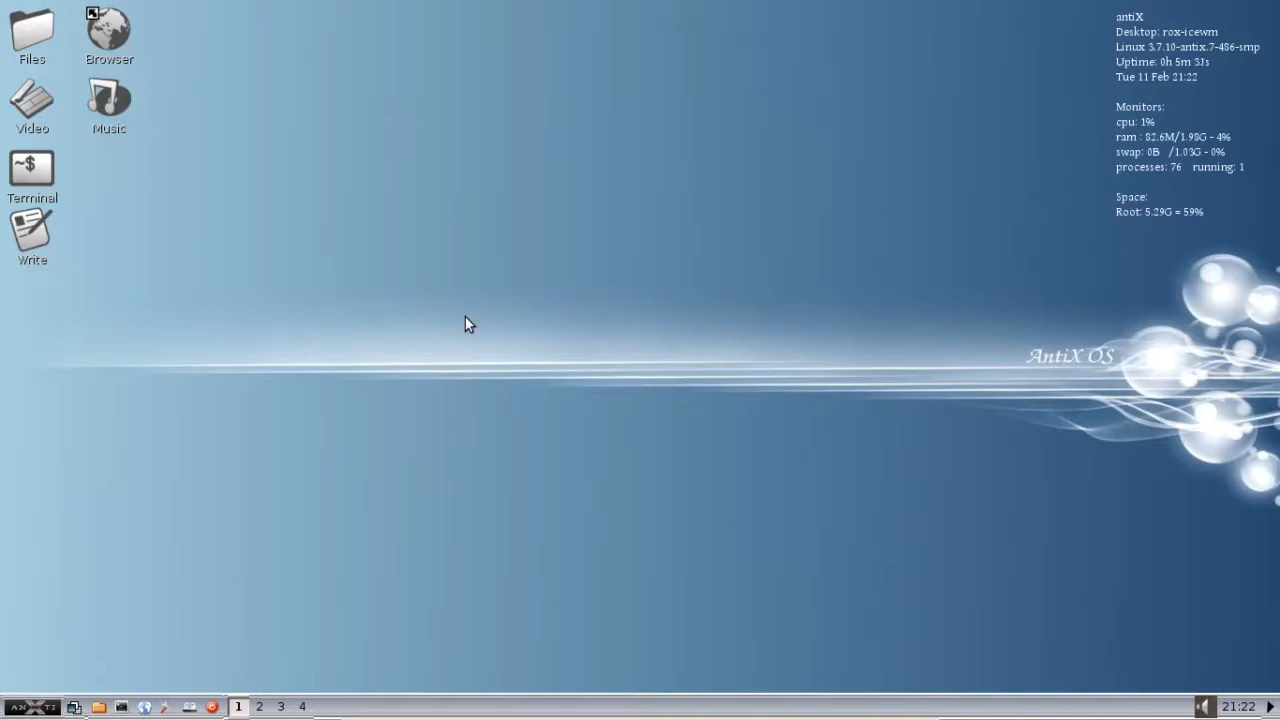 Files
Browser
Video
Music
~$
Terminal
Write
antiX
Desktop: rox-icewm
Linux 3.7.10-antix.7-486-smp
Uptime: 0h 5m 31s
Tue 11 Feb 21:22
Monitors:
cpu: 1%
ram : 82.6M/1.98G - 4%
swap: 0B /1.03G - 0%
processes: 76 running: 1
Space:
Root: 5.29G = 59%
AntiX OS
ANTI X 1 2 3 4 21:22